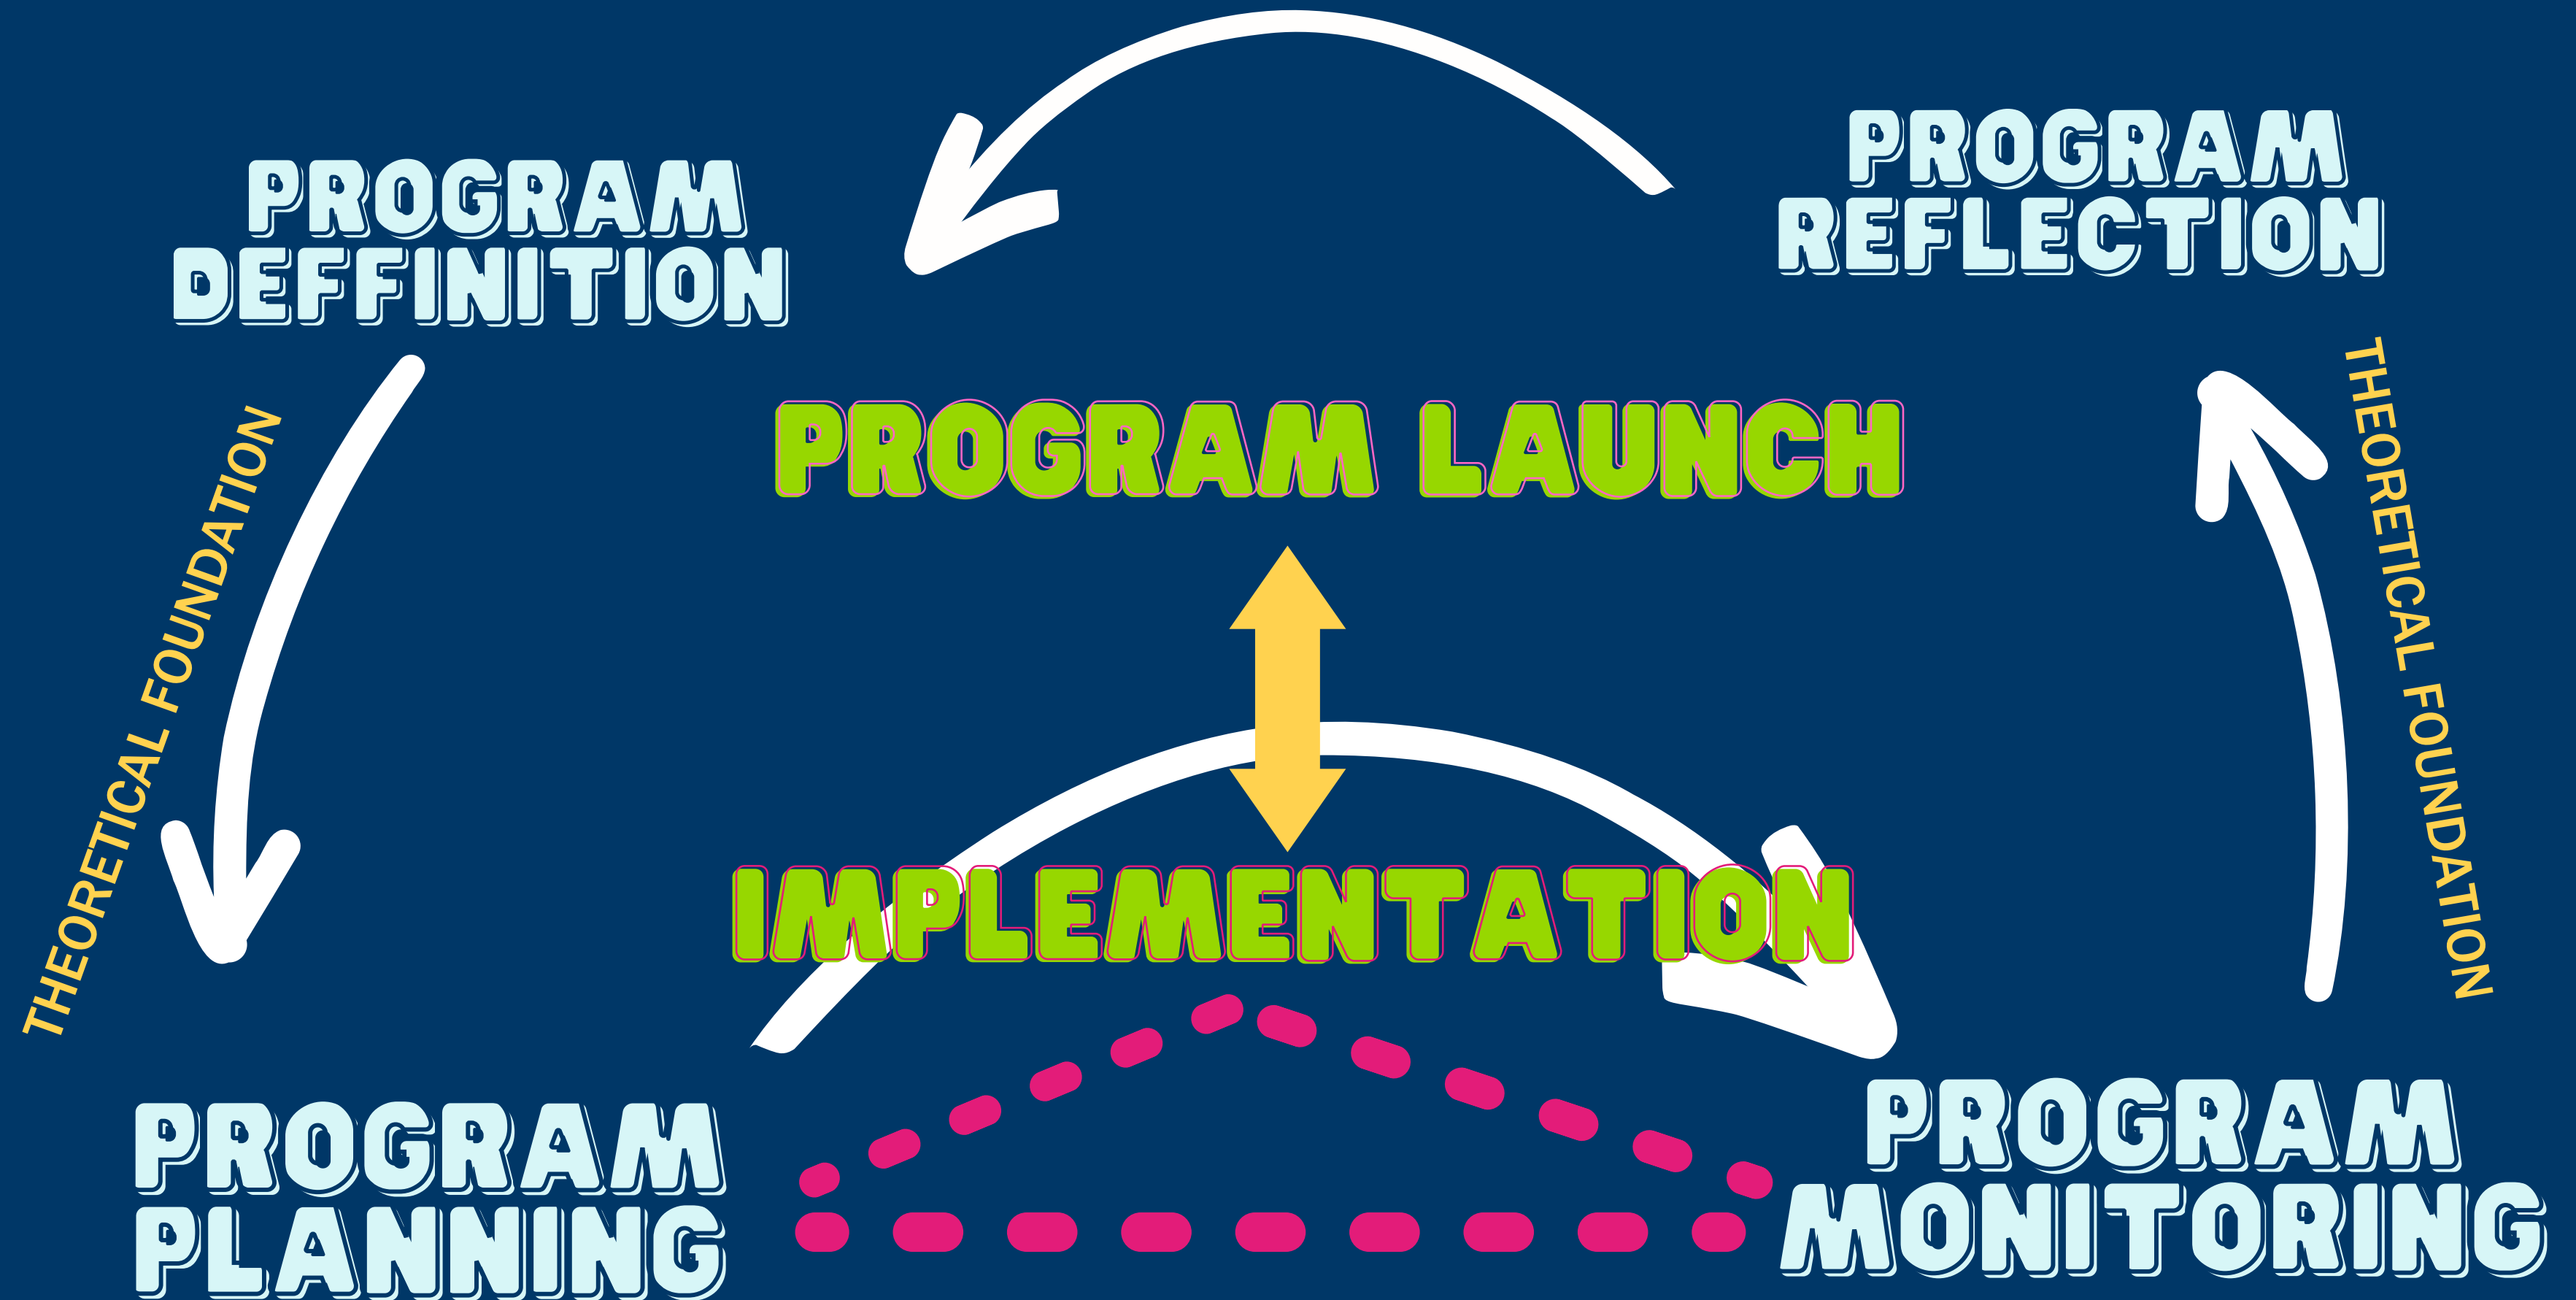 PROGRAM
DEFFINITION
PROGRAM
REFLECTION
PROGRAM LAUNCH
THEORETICAL FOUNDATION
THEORETICAL FOUNDATION
IMPLEMENTATION
PROGRAM
PLANNING
PROGRAM
MONITORING